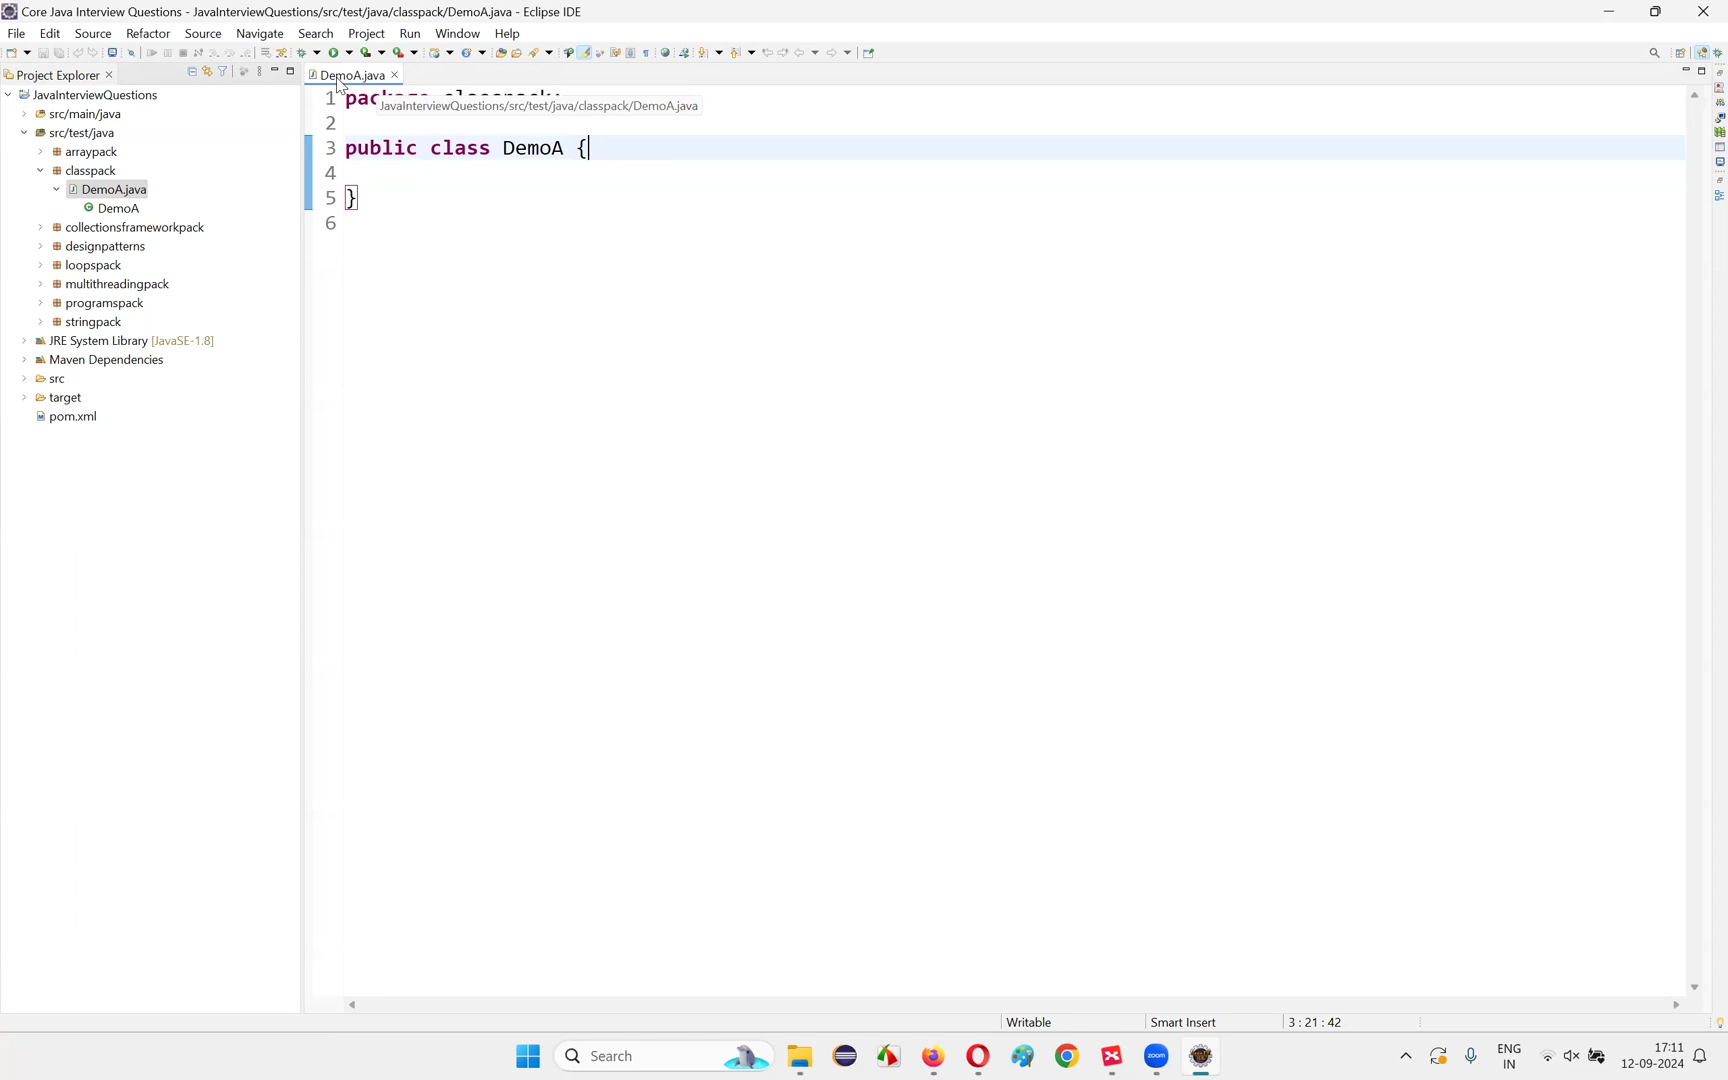 Core Java Interview Questions - JavaInterviewQuestions/src/test/java/classpack/DemoA.java - Eclipse IDE
File Edit Source Refactor Source Navigate Search Project Run Window Help
Project Explorer
DemoA.java
JavaInterviewQuestions
src/main/java
src/test/java
arraypack
classpack
DemoA.java
DemoA
collectionsframeworkpack
designpatterns
loopspack
multithreadingpack
programspack
stringpack
JRE System Library [JavaSE-1.8]
Maven Dependencies
src
target
pom.xml
1 package classpack;
JavaInterviewQuestions/src/test/java/classpack/DemoA.java
2
3 public class DemoA {
4
5 }
6
Writable Smart Insert 3 : 21 : 42
Search
zoom
ENG
IN
17:11
12-09-2024